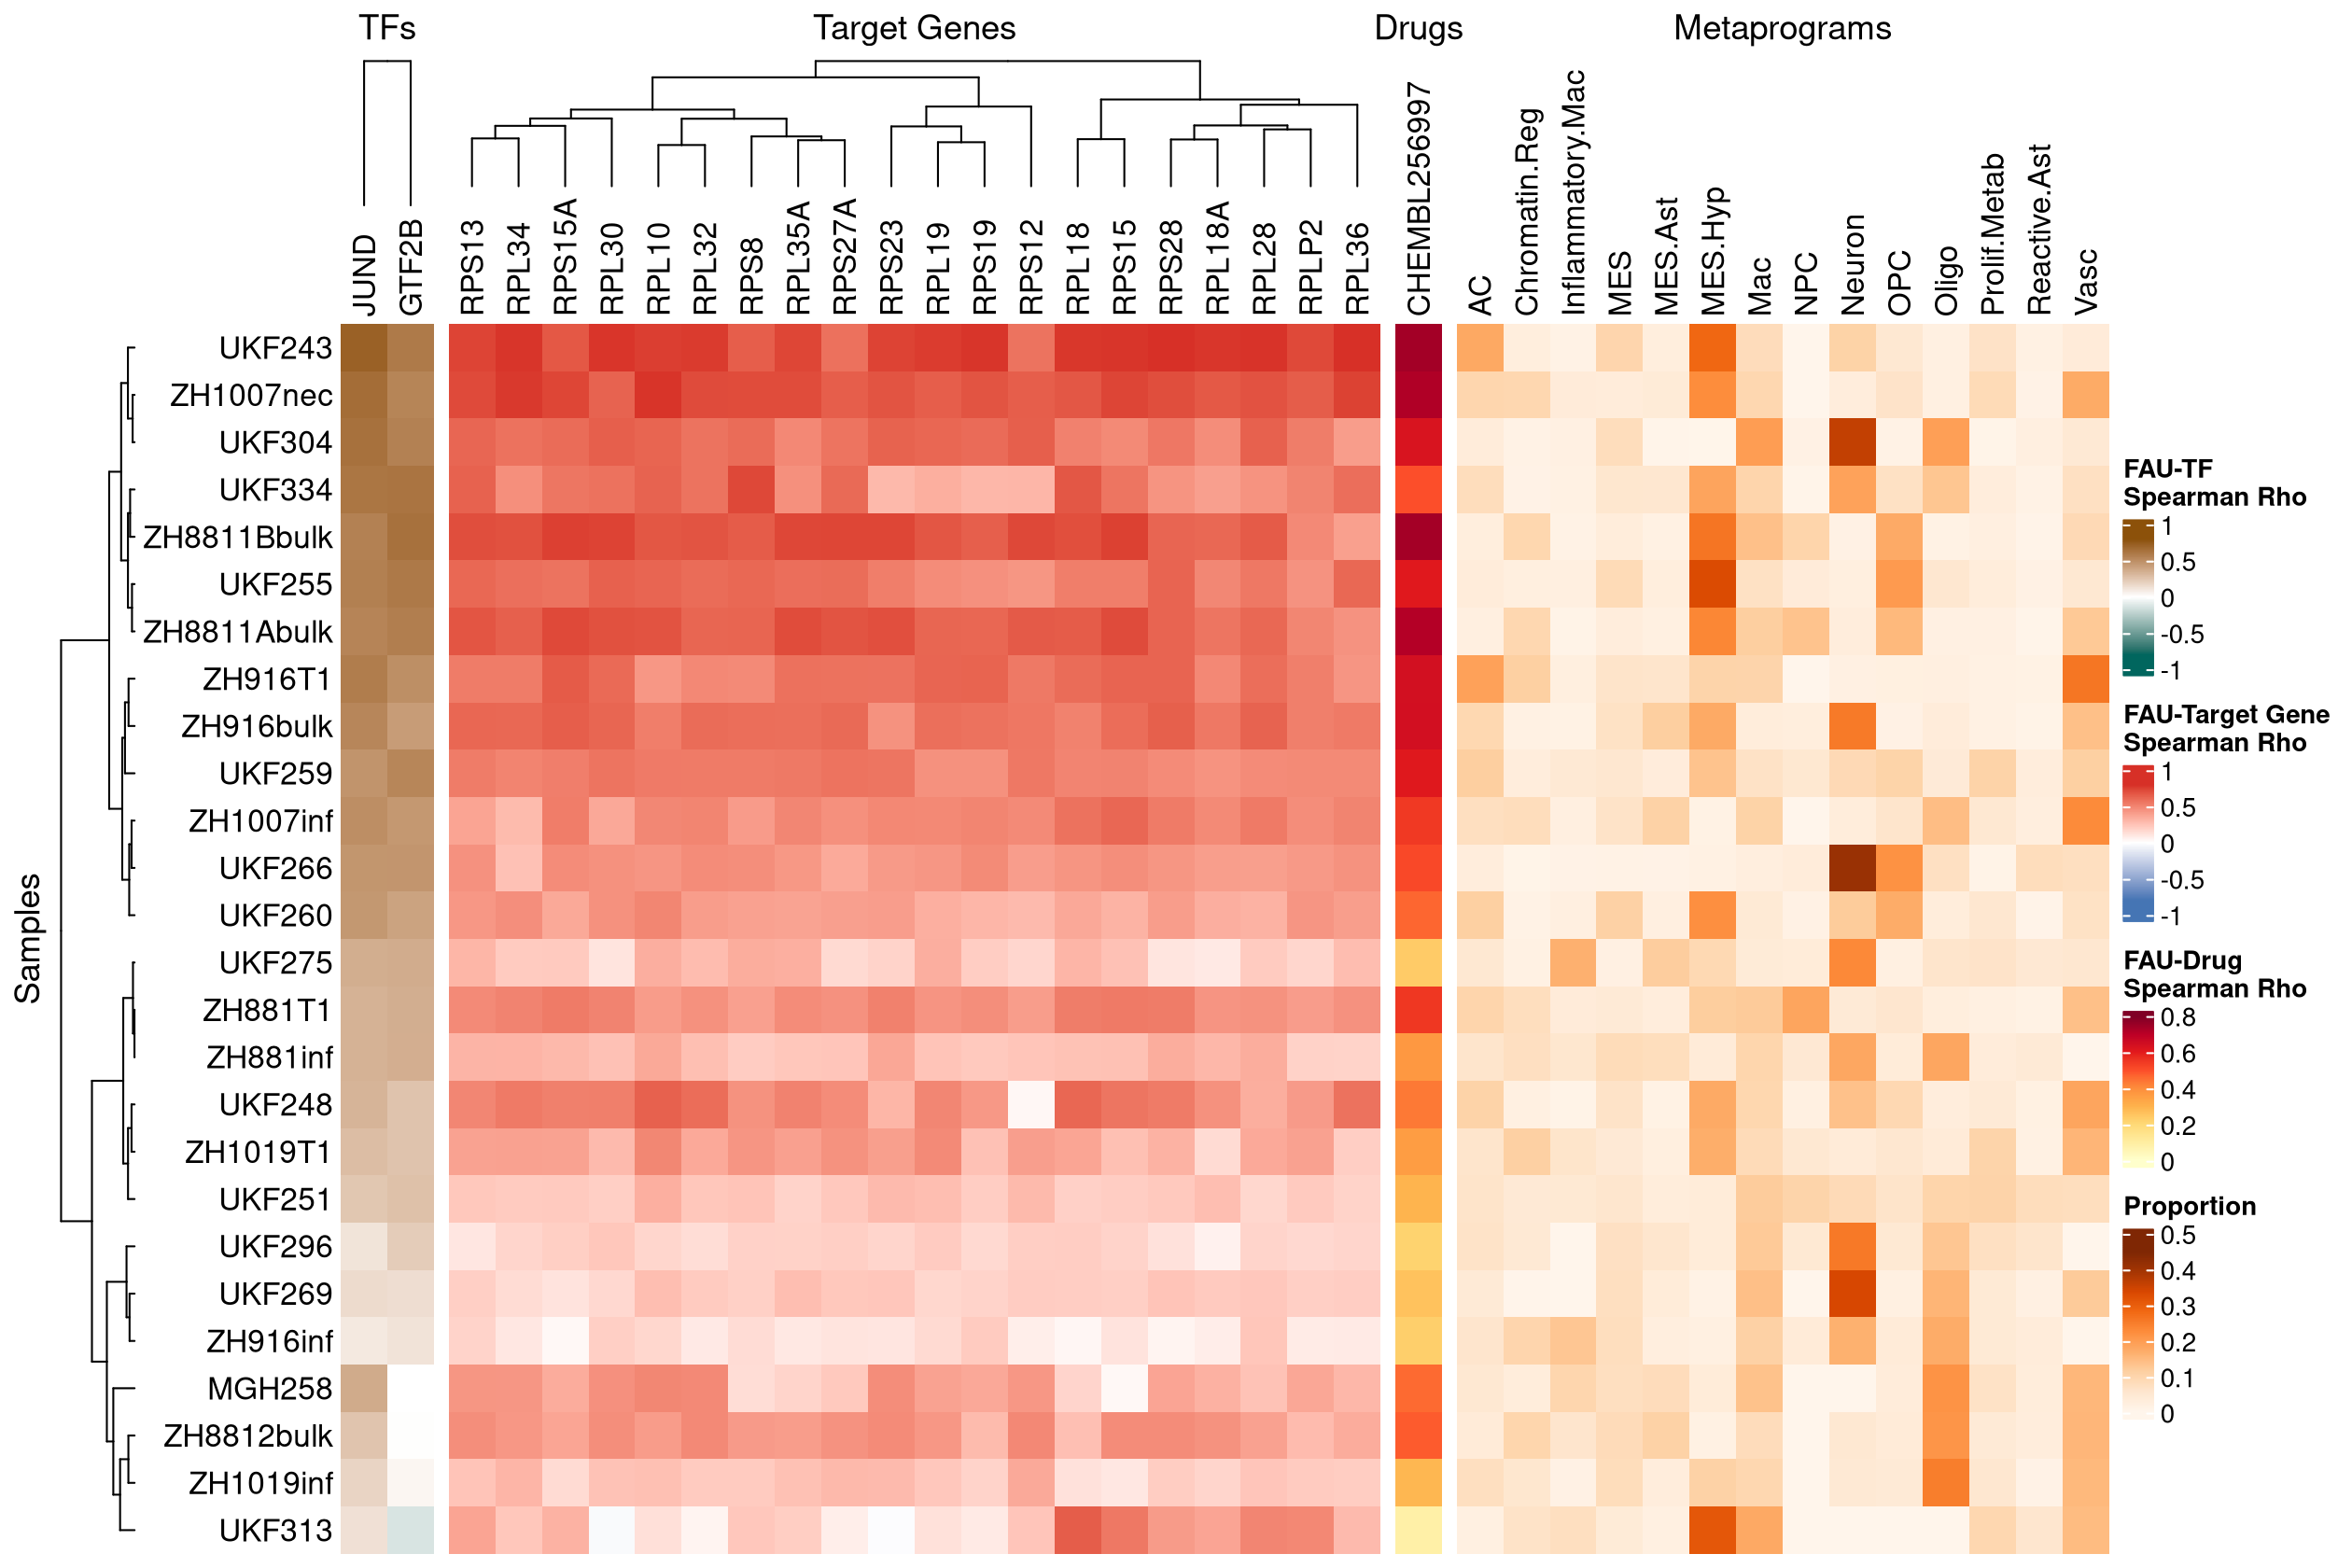 TFs
Target Genes
Drugs
Metaprograms
JUND
GTF2B
RPS13
RPL34
RPS15A
RPL30
RPL10
RPL32
RPS8
RPL35A
RPS27A
RPS23
RPL19
RPS19
RPS12
RPL18
RPS15
RPS28
RPL18A
RPL28
RPLP2
RPL36
CHEMBL256997
AC
Chromatin.Reg
Inflammatory.Mac
MES
MES.Ast
MES.Hyp
Mac
NPC
Neuron
OPC
Oligo
Prolif.Metab
Reactive.Ast
Vasc
Samples
UKF243
ZH1007nec
UKF304
UKF334
ZH8811Bbulk
UKF255
ZH8811Abulk
ZH916T1
ZH916bulk
UKF259
ZH1007inf
UKF266
UKF260
UKF275
ZH881T1
ZH881inf
UKF248
ZH1019T1
UKF251
UKF296
UKF269
ZH916inf
MGH258
ZH8812bulk
ZH1019inf
UKF313
FAU-TF
Spearman Rho
1
0.5
0
-0.5
-1
FAU-Target Gene
Spearman Rho
1
0.5
0
-0.5
-1
FAU-Drug
Spearman Rho
0.8
0.6
0.4
0.2
0
Proportion
0.5
0.4
0.3
0.2
0.1
0